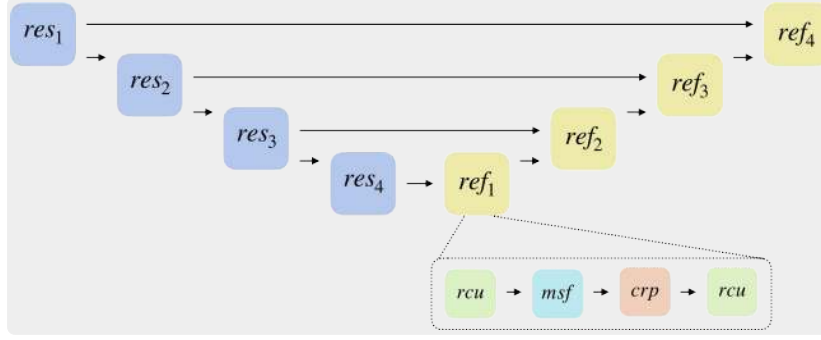 res₁
ref₄
res₂
ref₃
res₃
ref₂
res₄
ref₁
rcu
msf
crp
rcu